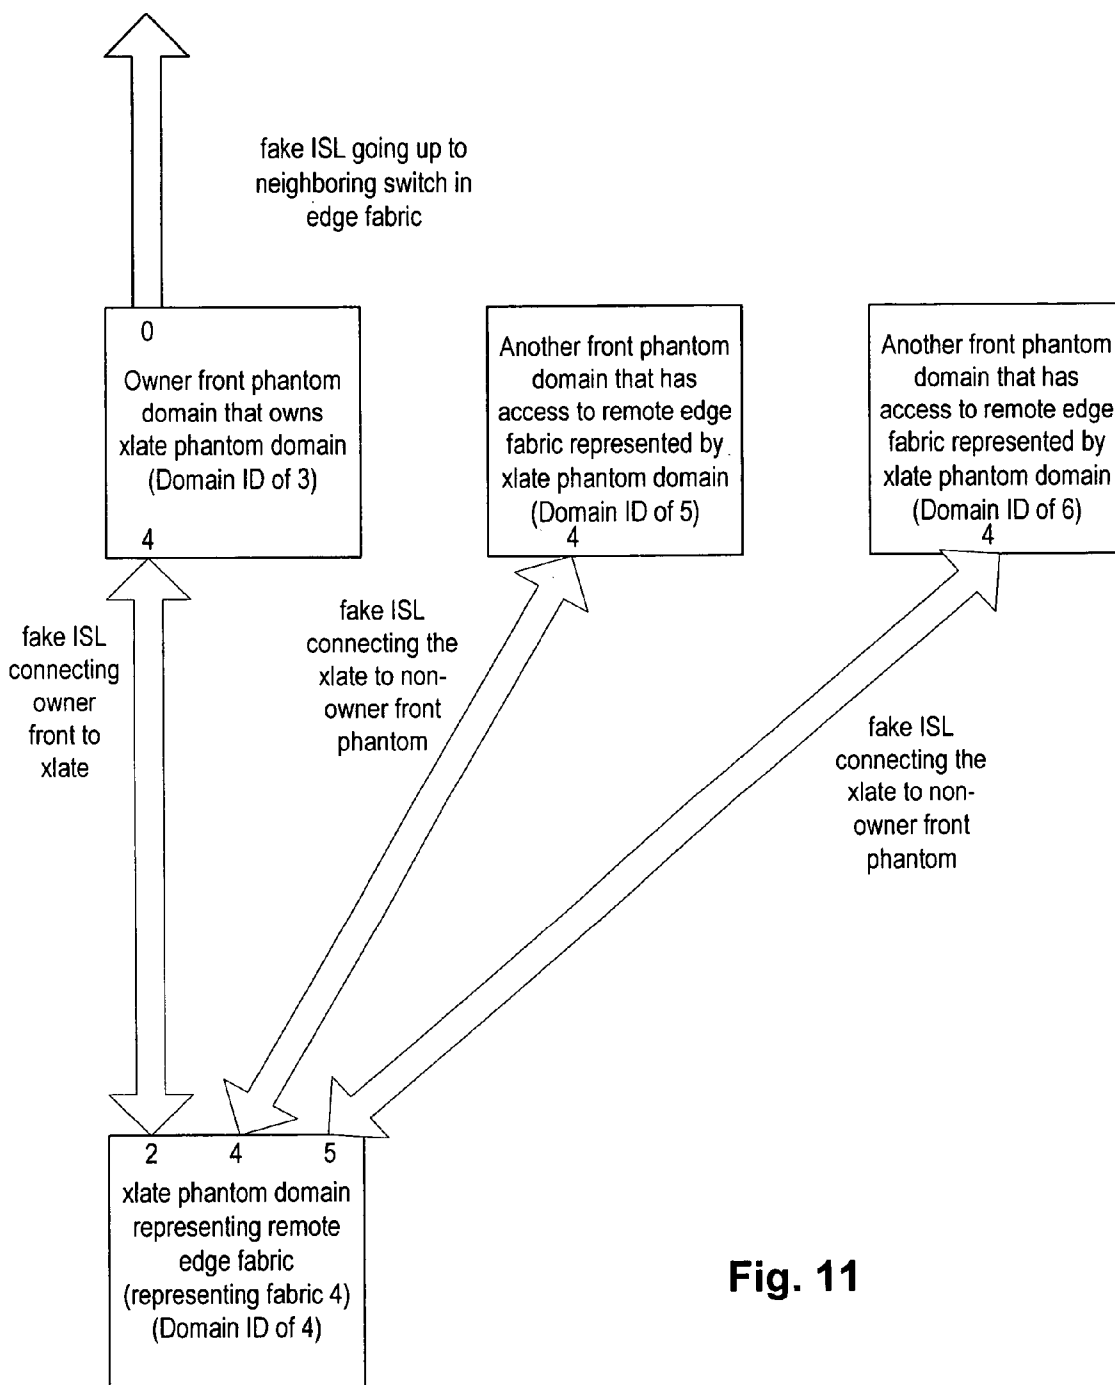 fake ISL going up to
neighboring switch in
edge fabric
0
Owner front phantom
domain that owns
xlate phantom domain
(Domain ID of 3)
4
Another front phantom
domain that has
access to remote edge
fabric represented by
xlate phantom domain
(Domain ID of 5)
4
Another front phantom
domain that has
access to remote edge
fabric represented by
xlate phantom domain
(Domain ID of 6)
4
fake ISL
connecting
owner
front to
xlate
fake ISL
connecting the
xlate to non-
owner front
phantom
fake ISL
connecting the
xlate to non-
owner front
phantom
2 4 5
xlate phantom domain
representing remote
edge fabric
(representing fabric 4)
(Domain ID of 4)
Fig. 11